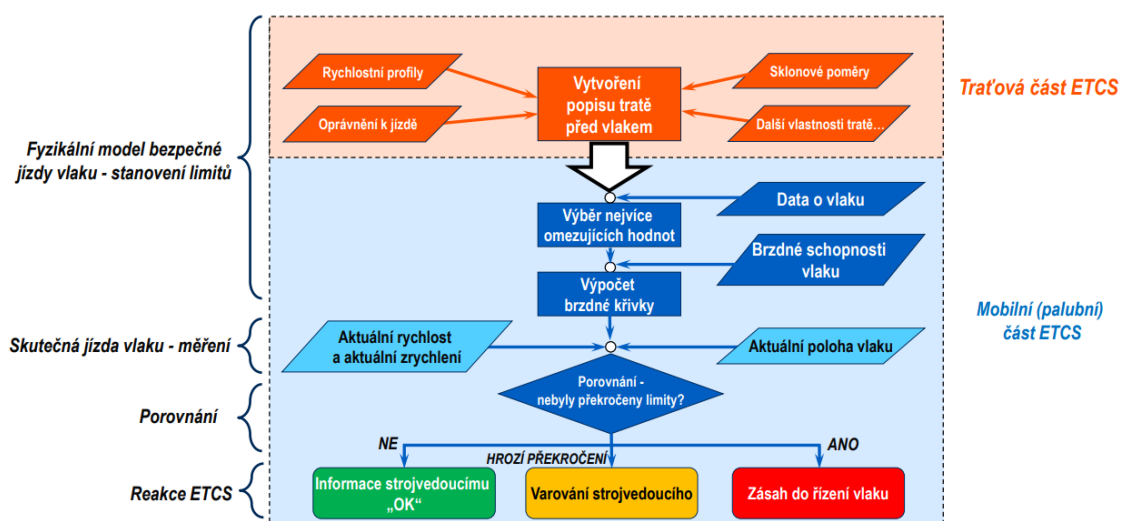 Rychlostní profily
Sklonové poměry
Vytvoření
popisu tratě
před vlakem
Traťová část ETCS
Oprávnění k jízdě
Další vlastnosti tratě…
Fyzikální model bezpečné
jízdy vlaku - stanovení limitů
Data o vlaku
Výběr nejvíce
omezujících hodnot
Brzdné schopnosti
vlaku
Výpočet
brzdné křivky
Mobilní (palubní)
část ETCS
Skutečná jízda vlaku - měření
Aktuální rychlost
a aktuální zrychlení
Aktuální poloha vlaku
Porovnání -
nebyly překročeny limity?
Porovnání
NE
HROZÍ PŘEKROČENÍ
ANO
Reakce ETCS
Informace strojvedoucímu
„OK“
Varování strojvedoucího
Zásah do řízení vlaku